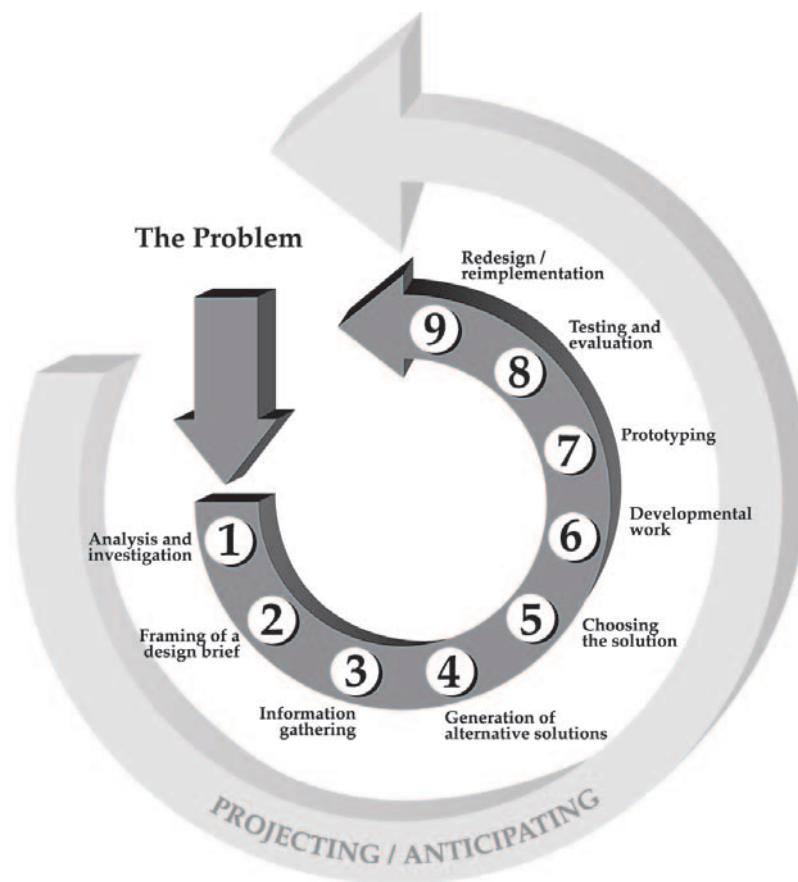 The Problem
1
Analysis and
investigation
2
Framing of a
design brief
3
Information
gathering
4
Generation of
alternative solutions
5
Choosing
the solution
6
Developmental
work
7
Prototyping
8
Testing and
evaluation
9
Redesign /
reimplementation
PROJECTING / ANTICIPATING